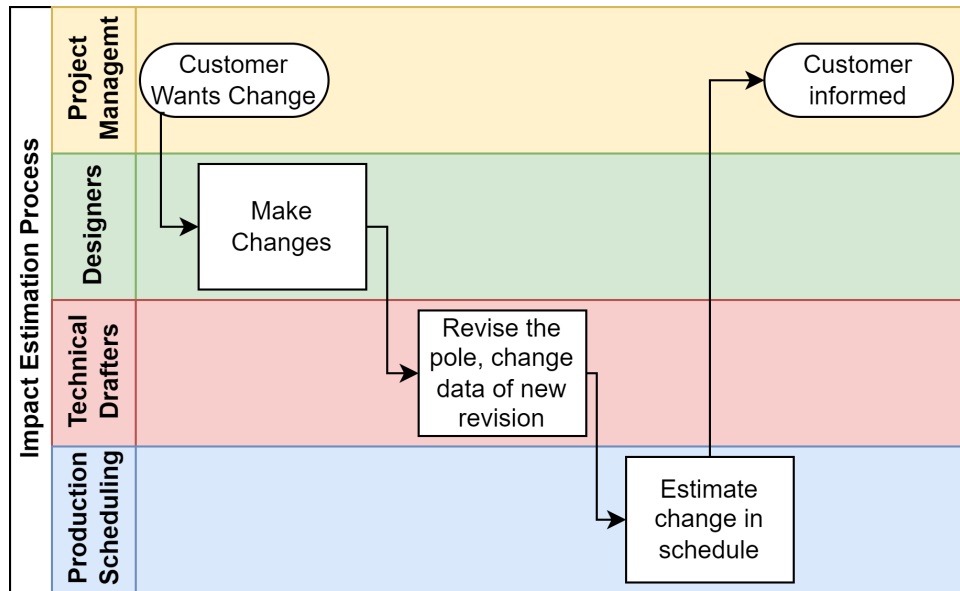 Impact Estimation Process
Project
Managemt
Customer
Wants Change
Customer
informed
Designers
Make
Changes
Technical
Drafters
Revise the
pole, change
data of new
revision
Production
Scheduling
Estimate
change in
schedule